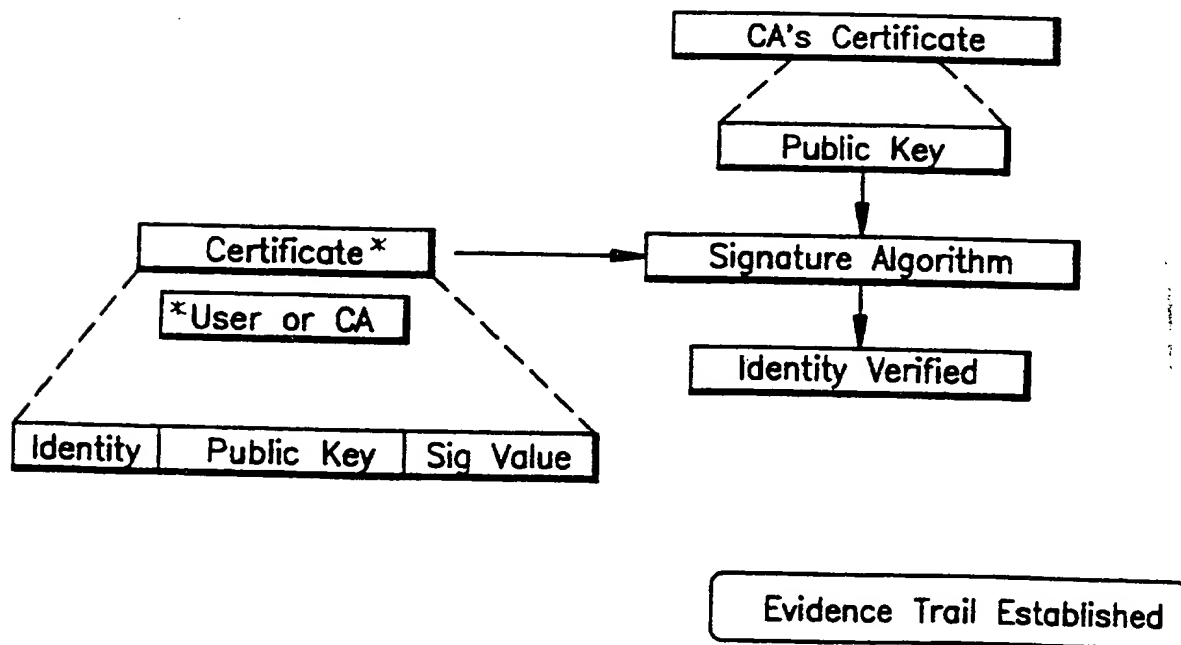 CA's Certificate
Public Key
Certificate*
Signature Algorithm
*User or CA
Identity Verified
Identity Public Key Sig Value
Evidence Trail Established